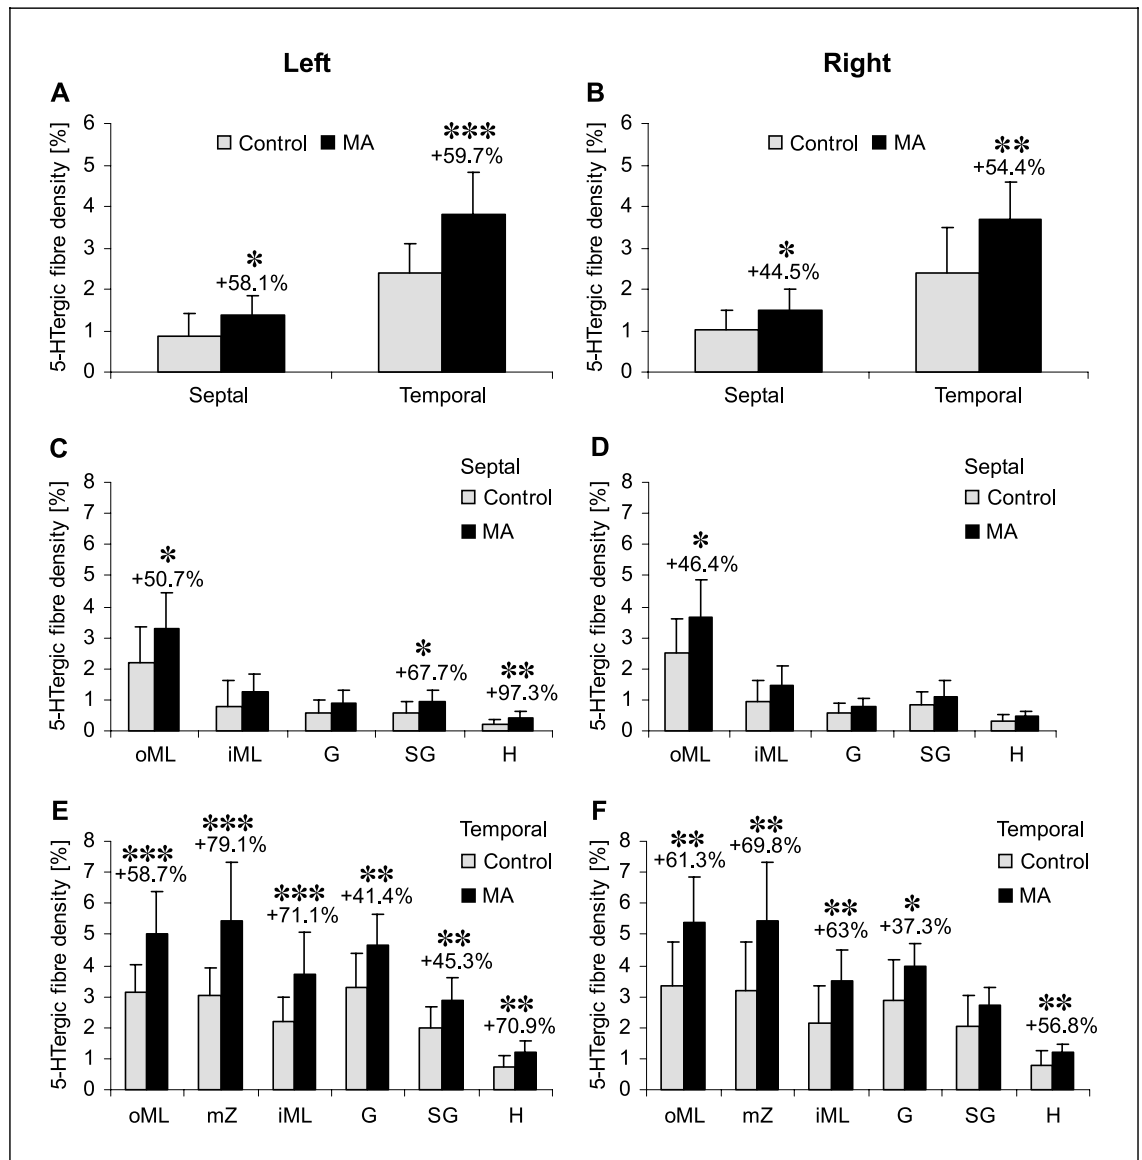 Left
Right
A
5-HTergic fibre density [%]
6
5
4
3
2
1
0
Control MA
*
+58.1%
***
+59.7%
Septal Temporal
B
5-HTergic fibre density [%]
6
5
4
3
2
1
0
Control MA
*
+44.5%
**
+54.4%
Septal Temporal
C
5-HTergic fibre density [%]
8
7
6
5
4
3
2
1
0
Septal
Control
MA
*
+50.7%
*
+67.7%
**
+97.3%
oML iML G SG H
D
5-HTergic fibre density [%]
8
7
6
5
4
3
2
1
0
Septal
Control
MA
*
+46.4%
oML iML G SG H
E
5-HTergic fibre density [%]
8
7
6
5
4
3
2
1
0
Temporal
Control
MA
***
+58.7%
***
+79.1%
***
+71.1%
**
+41.4%
**
+45.3%
**
+70.9%
oML mZ iML G SG H
F
5-HTergic fibre density [%]
8
7
6
5
4
3
2
1
0
Temporal
Control
MA
**
+61.3%
**
+69.8%
**
+63%
*
+37.3%
**
+56.8%
oML mZ iML G SG H